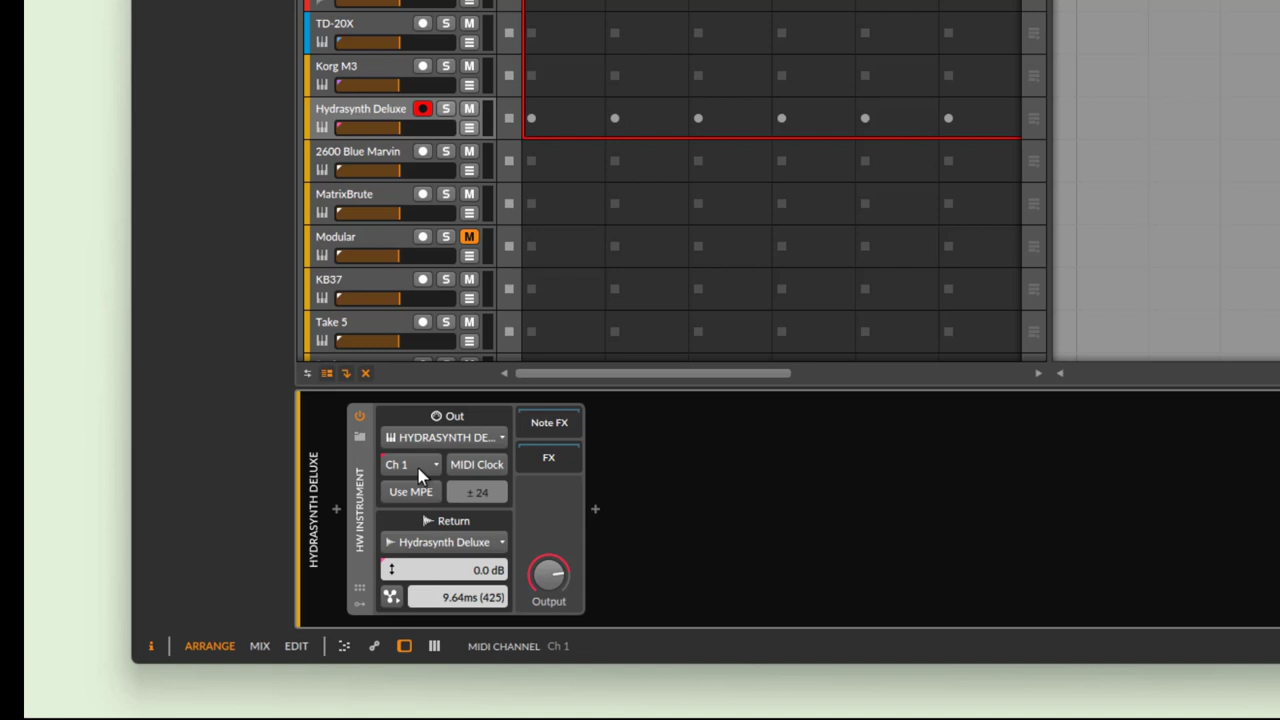 TD-20X S M
Korg M3 S M
Hydrasynth Deluxe S M
2600 Blue Marvin S M
MatrixBrute S M
Modular S M
KB37 S M
Take 5 S M
HYDRASYNTH DELUXE
HW INSTRUMENT
Out
HYDRASYNTH DE...
Ch 1 MIDI Clock
Use MPE ± 24
Return
Hydrasynth Deluxe
0.0 dB
9.64ms (425)
Note FX
FX
Output
i ARRANGE MIX EDIT MIDI CHANNEL Ch 1